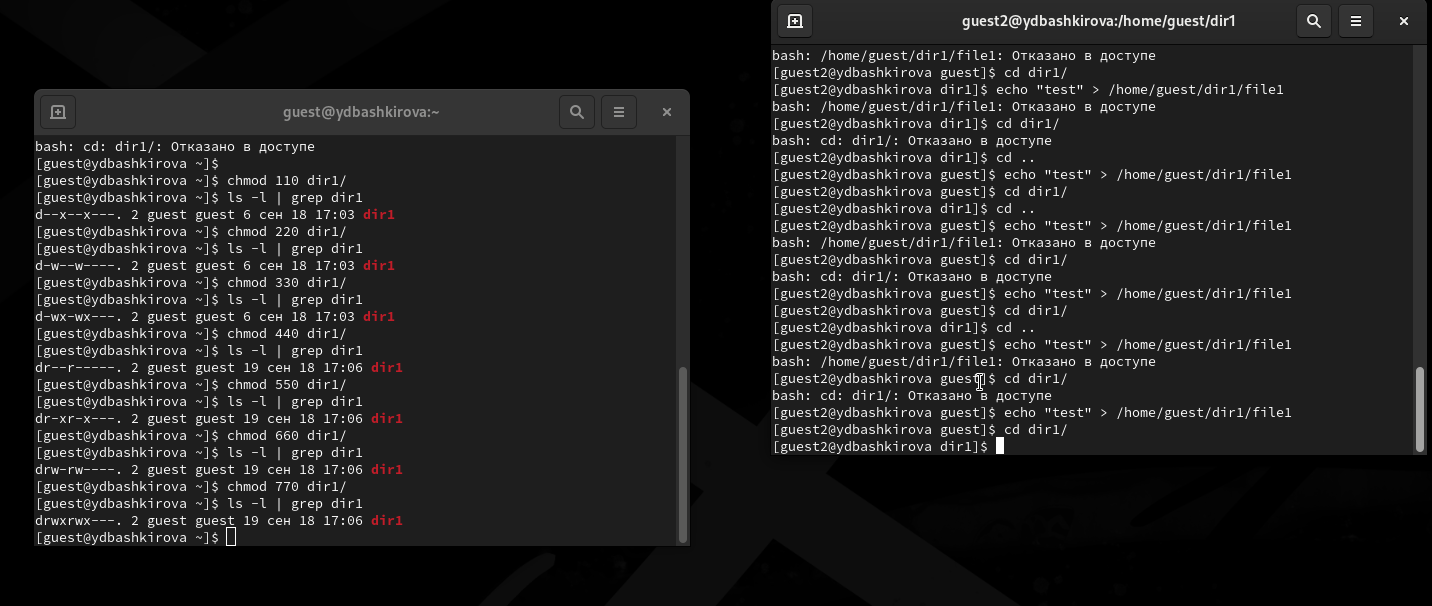 guest@ydbashkirova:~
bash: cd: dir1/: Отказано в доступе
[guest@ydbashkirova ~]$
[guest@ydbashkirova ~]$ chmod 110 dir1/
[guest@ydbashkirova ~]$ ls -l | grep dir1
d--x--x---. 2 guest guest 6 сен 18 17:03 dir1
[guest@ydbashkirova ~]$ chmod 220 dir1/
[guest@ydbashkirova ~]$ ls -l | grep dir1
d-w--w----. 2 guest guest 6 сен 18 17:03 dir1
[guest@ydbashkirova ~]$ chmod 330 dir1/
[guest@ydbashkirova ~]$ ls -l | grep dir1
d-wx-wx---. 2 guest guest 6 сен 18 17:03 dir1
[guest@ydbashkirova ~]$ chmod 440 dir1/
[guest@ydbashkirova ~]$ ls -l | grep dir1
dr--r-----. 2 guest guest 19 сен 18 17:06 dir1
[guest@ydbashkirova ~]$ chmod 550 dir1/
[guest@ydbashkirova ~]$ ls -l | grep dir1
dr-xr-x---. 2 guest guest 19 сен 18 17:06 dir1
[guest@ydbashkirova ~]$ chmod 660 dir1/
[guest@ydbashkirova ~]$ ls -l | grep dir1
drw-rw----. 2 guest guest 19 сен 18 17:06 dir1
[guest@ydbashkirova ~]$ chmod 770 dir1/
[guest@ydbashkirova ~]$ ls -l | grep dir1
drwxrwx---. 2 guest guest 19 сен 18 17:06 dir1
[guest@ydbashkirova ~]$
guest2@ydbashkirova:/home/guest/dir1
bash: /home/guest/dir1/file1: Отказано в доступе
[guest2@ydbashkirova guest]$ cd dir1/
[guest2@ydbashkirova dir1]$ echo "test" > /home/guest/dir1/file1
bash: /home/guest/dir1/file1: Отказано в доступе
[guest2@ydbashkirova dir1]$ cd dir1/
bash: cd: dir1/: Отказано в доступе
[guest2@ydbashkirova dir1]$ cd ..
[guest2@ydbashkirova guest]$ echo "test" > /home/guest/dir1/file1
[guest2@ydbashkirova guest]$ cd dir1/
[guest2@ydbashkirova dir1]$ cd ..
[guest2@ydbashkirova guest]$ echo "test" > /home/guest/dir1/file1
bash: /home/guest/dir1/file1: Отказано в доступе
[guest2@ydbashkirova guest]$ cd dir1/
bash: cd: dir1/: Отказано в доступе
[guest2@ydbashkirova guest]$ echo "test" > /home/guest/dir1/file1
[guest2@ydbashkirova guest]$ cd dir1/
[guest2@ydbashkirova dir1]$ cd ..
[guest2@ydbashkirova guest]$ echo "test" > /home/guest/dir1/file1
bash: /home/guest/dir1/file1: Отказано в доступе
[guest2@ydbashkirova guest]$ cd dir1/
bash: cd: dir1/: Отказано в доступе
[guest2@ydbashkirova guest]$ echo "test" > /home/guest/dir1/file1
[guest2@ydbashkirova guest]$ cd dir1/
[guest2@ydbashkirova dir1]$